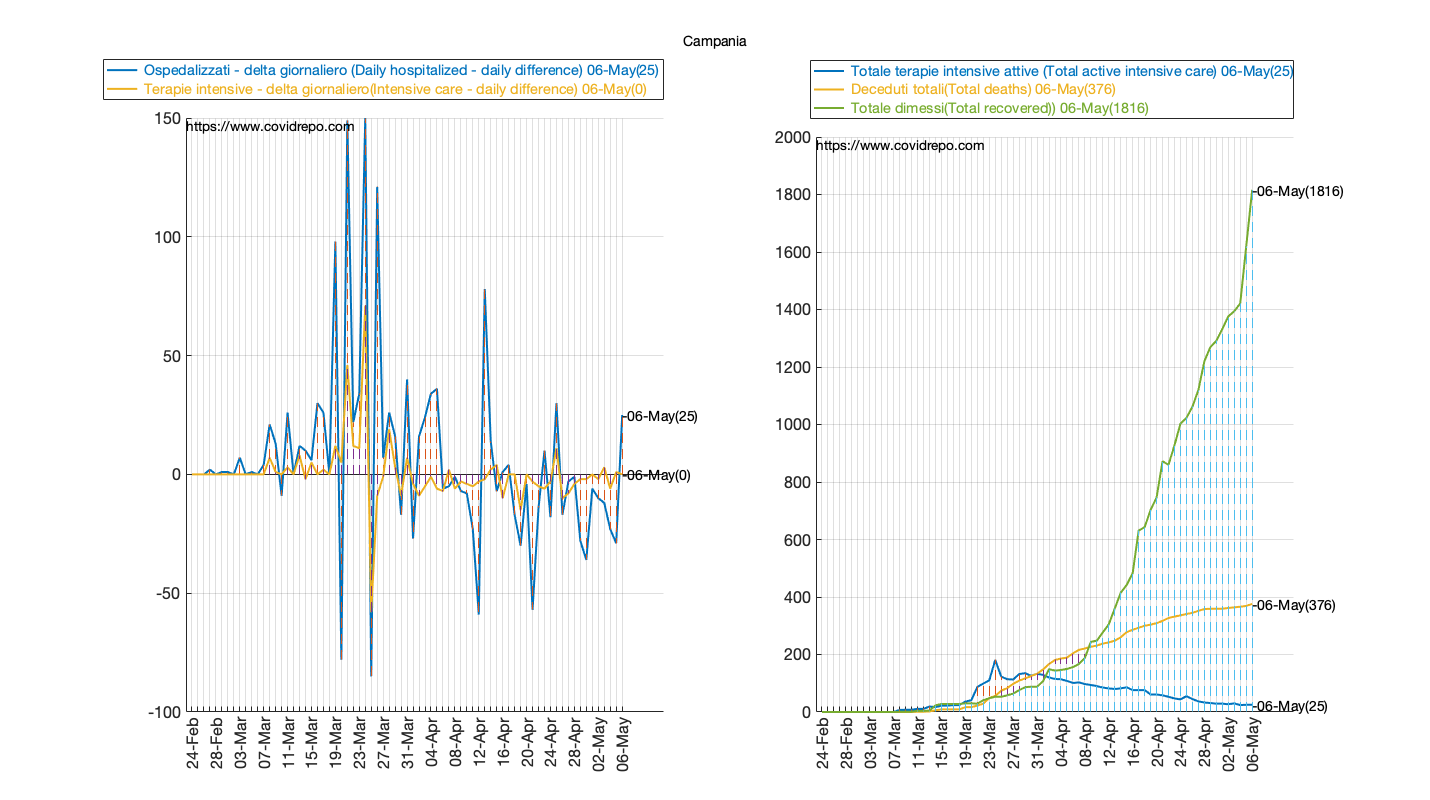 Campania
Ospedalizzati - delta giornaliero (Daily hospitalized - daily difference) 06-May(25)
Terapie intensive - delta giornaliero(Intensive care - daily difference) 06-May(0)
https://www.covidrepo.com
150
100
50
0
-50
-100
-06-May(25)
-06-May(0)
24-Feb
28-Feb
03-Mar
07-Mar
11-Mar
15-Mar
19-Mar
23-Mar
27-Mar
31-Mar
04-Apr
08-Apr
12-Apr
16-Apr
20-Apr
24-Apr
28-Apr
02-May
06-May
Totale terapie intensive attive (Total active intensive care) 06-May(25)
Deceduti totali(Total deaths) 06-May(376)
Totale dimessi(Total recovered)) 06-May(1816)
https://www.covidrepo.com
2000
1800
1600
1400
1200
1000
800
600
400
200
0
-06-May(1816)
-06-May(376)
-06-May(25)
24-Feb
28-Feb
03-Mar
07-Mar
11-Mar
15-Mar
19-Mar
23-Mar
27-Mar
31-Mar
04-Apr
08-Apr
12-Apr
16-Apr
20-Apr
24-Apr
28-Apr
02-May
06-May